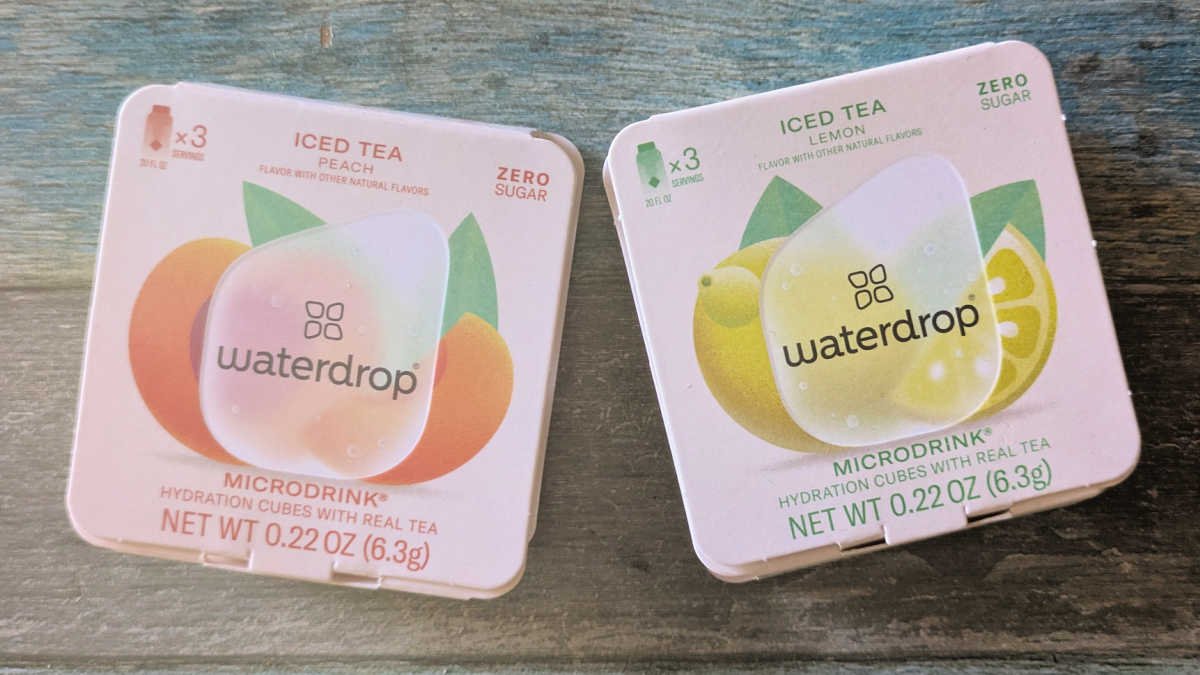 ×3
SERVINGS
20 FL OZ
ICED TEA
PEACH
FLAVOR WITH OTHER NATURAL FLAVORS
ZERO
SUGAR
waterdrop®
MICRODRINK®
HYDRATION CUBES WITH REAL TEA
NET WT 0.22 OZ (6.3g)
×3
SERVINGS
20 FL OZ
ICED TEA
LEMON
FLAVOR WITH OTHER NATURAL FLAVORS
ZERO
SUGAR
waterdrop®
MICRODRINK®
HYDRATION CUBES WITH REAL TEA
NET WT 0.22 OZ (6.3g)